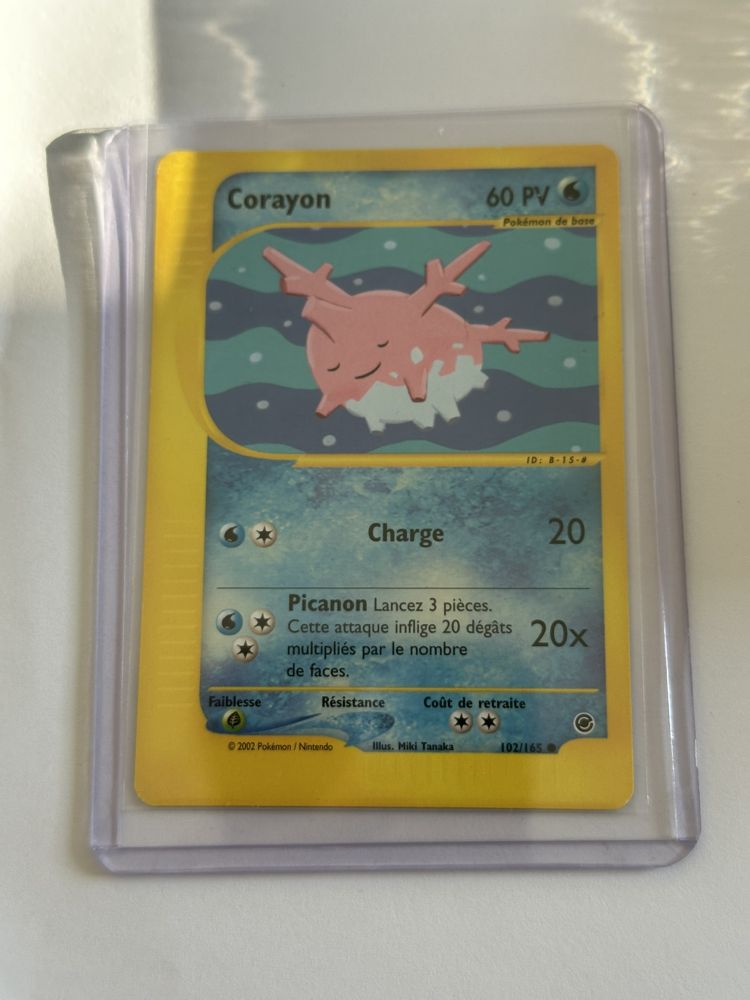 Corayon 60 PV
Pokémon de base
ID: B-15-#
Charge 20
Picanon Lancez 3 pièces.
Cette attaque inflige 20 dégâts
multipliés par le nombre
de faces.
20x
Faiblesse Résistance Coût de retraite
© 2002 Pokémon / Nintendo Illus. Miki Tanaka 102/165